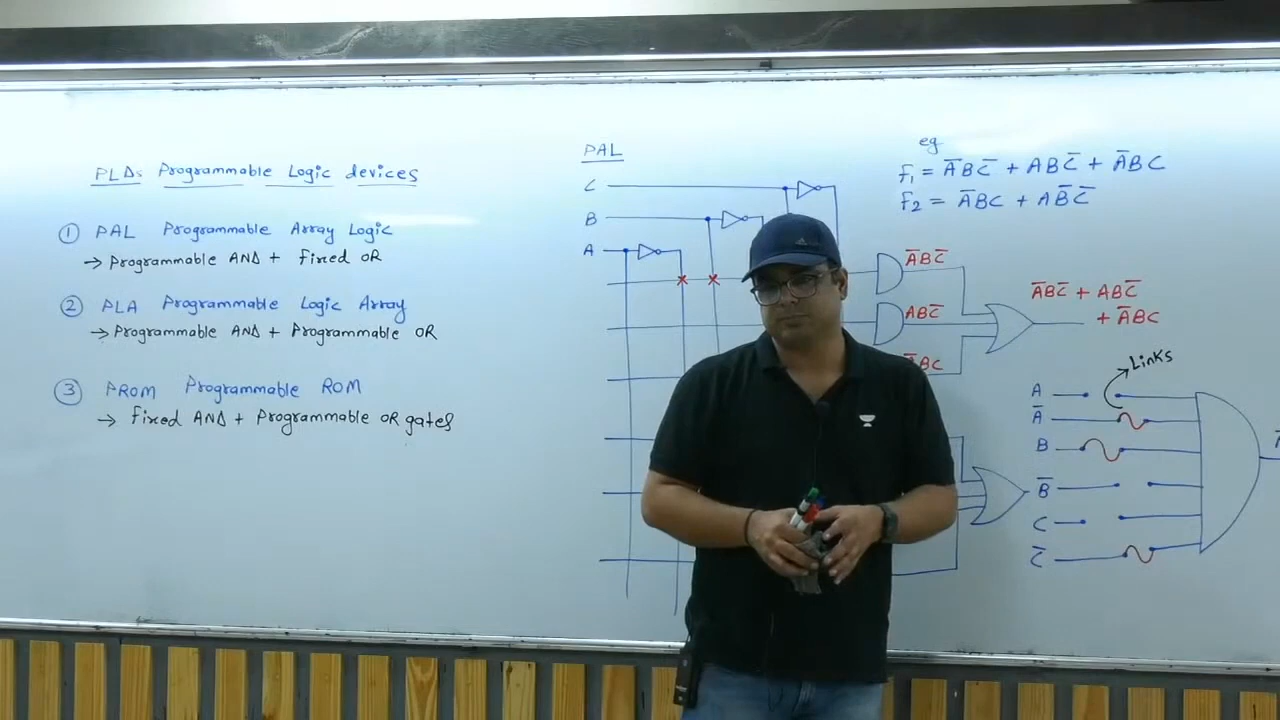 PLDs Programmable Logic devices
① PAL Programmable Array Logic
→ Programmable AND + fixed OR
② PLA Programmable Logic Array
→ Programmable AND + Programmable OR
③ PROM Programmable ROM
→ fixed AND + Programmable OR gates
PAL
C
B
A
eg
f₁ = A̅BC̅ + ABC̅ + A̅BC
f₂ = A̅BC + AB̅C̅
A̅BC̅
ABC̅
A̅BC
A̅BC̅ + ABC̅
+ A̅BC
Links
A
A̅
B
B̅
C
C̅